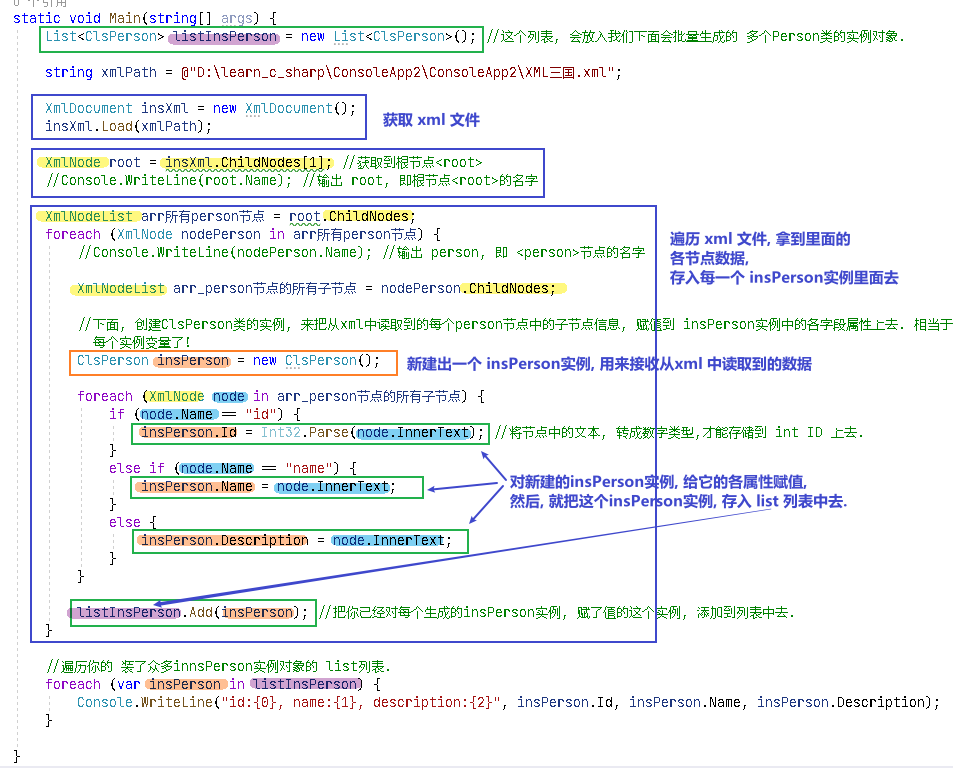 0 个引用
static void Main(string[] args) {
List<ClsPerson> listInsPerson = new List<ClsPerson>(); //这个列表, 会放入我们下面会批量生成的 多个Person类的实例对象.
string xmlPath = @"D:\learn_c_sharp\ConsoleApp2\ConsoleApp2\XML三国.xml";
XmlDocument insXml = new XmlDocument();
insXml.Load(xmlPath);
获取 xml 文件
XmlNode root = insXml.ChildNodes[1]; //获取到根节点<root>
//Console.WriteLine(root.Name); //输出 root, 即根节点<root>的名字
XmlNodeList arr所有person节点 = root.ChildNodes;
foreach (XmlNode nodePerson in arr所有person节点) {
//Console.WriteLine(nodePerson.Name); //输出 person, 即 <person>节点的名字
遍历 xml 文件, 拿到里面的
各节点数据,
存入每一个 insPerson实例里面去
XmlNodeList arr_person节点的所有子节点 = nodePerson.ChildNodes;
//下面, 创建ClsPerson类的实例, 来把从xml中读取到的每个person节点中的子节点信息, 赋值到 insPerson实例中的各字段属性上去. 相当于
每个实例变量了!
ClsPerson insPerson = new ClsPerson();
新建出一个 insPerson实例, 用来接收从xml 中读取到的数据
foreach (XmlNode node in arr_person节点的所有子节点) {
if (node.Name == "id") {
insPerson.Id = Int32.Parse(node.InnerText); //将节点中的文本, 转成数字类型,才能存储到 int ID 上去.
}
else if (node.Name == "name") {
insPerson.Name = node.InnerText;
}
对新建的insPerson实例, 给它的各属性赋值,
然后, 就把这个insPerson实例, 存入 list 列表中去.
else {
insPerson.Description = node.InnerText;
}
}
listInsPerson.Add(insPerson); //把你已经对每个生成的insPerson实例, 赋了值的这个实例, 添加到列表中去.
}
//遍历你的 装了众多innsPerson实例对象的 list列表.
foreach (var insPerson in listInsPerson) {
Console.WriteLine("id:{0}, name:{1}, description:{2}", insPerson.Id, insPerson.Name, insPerson.Description);
}
}